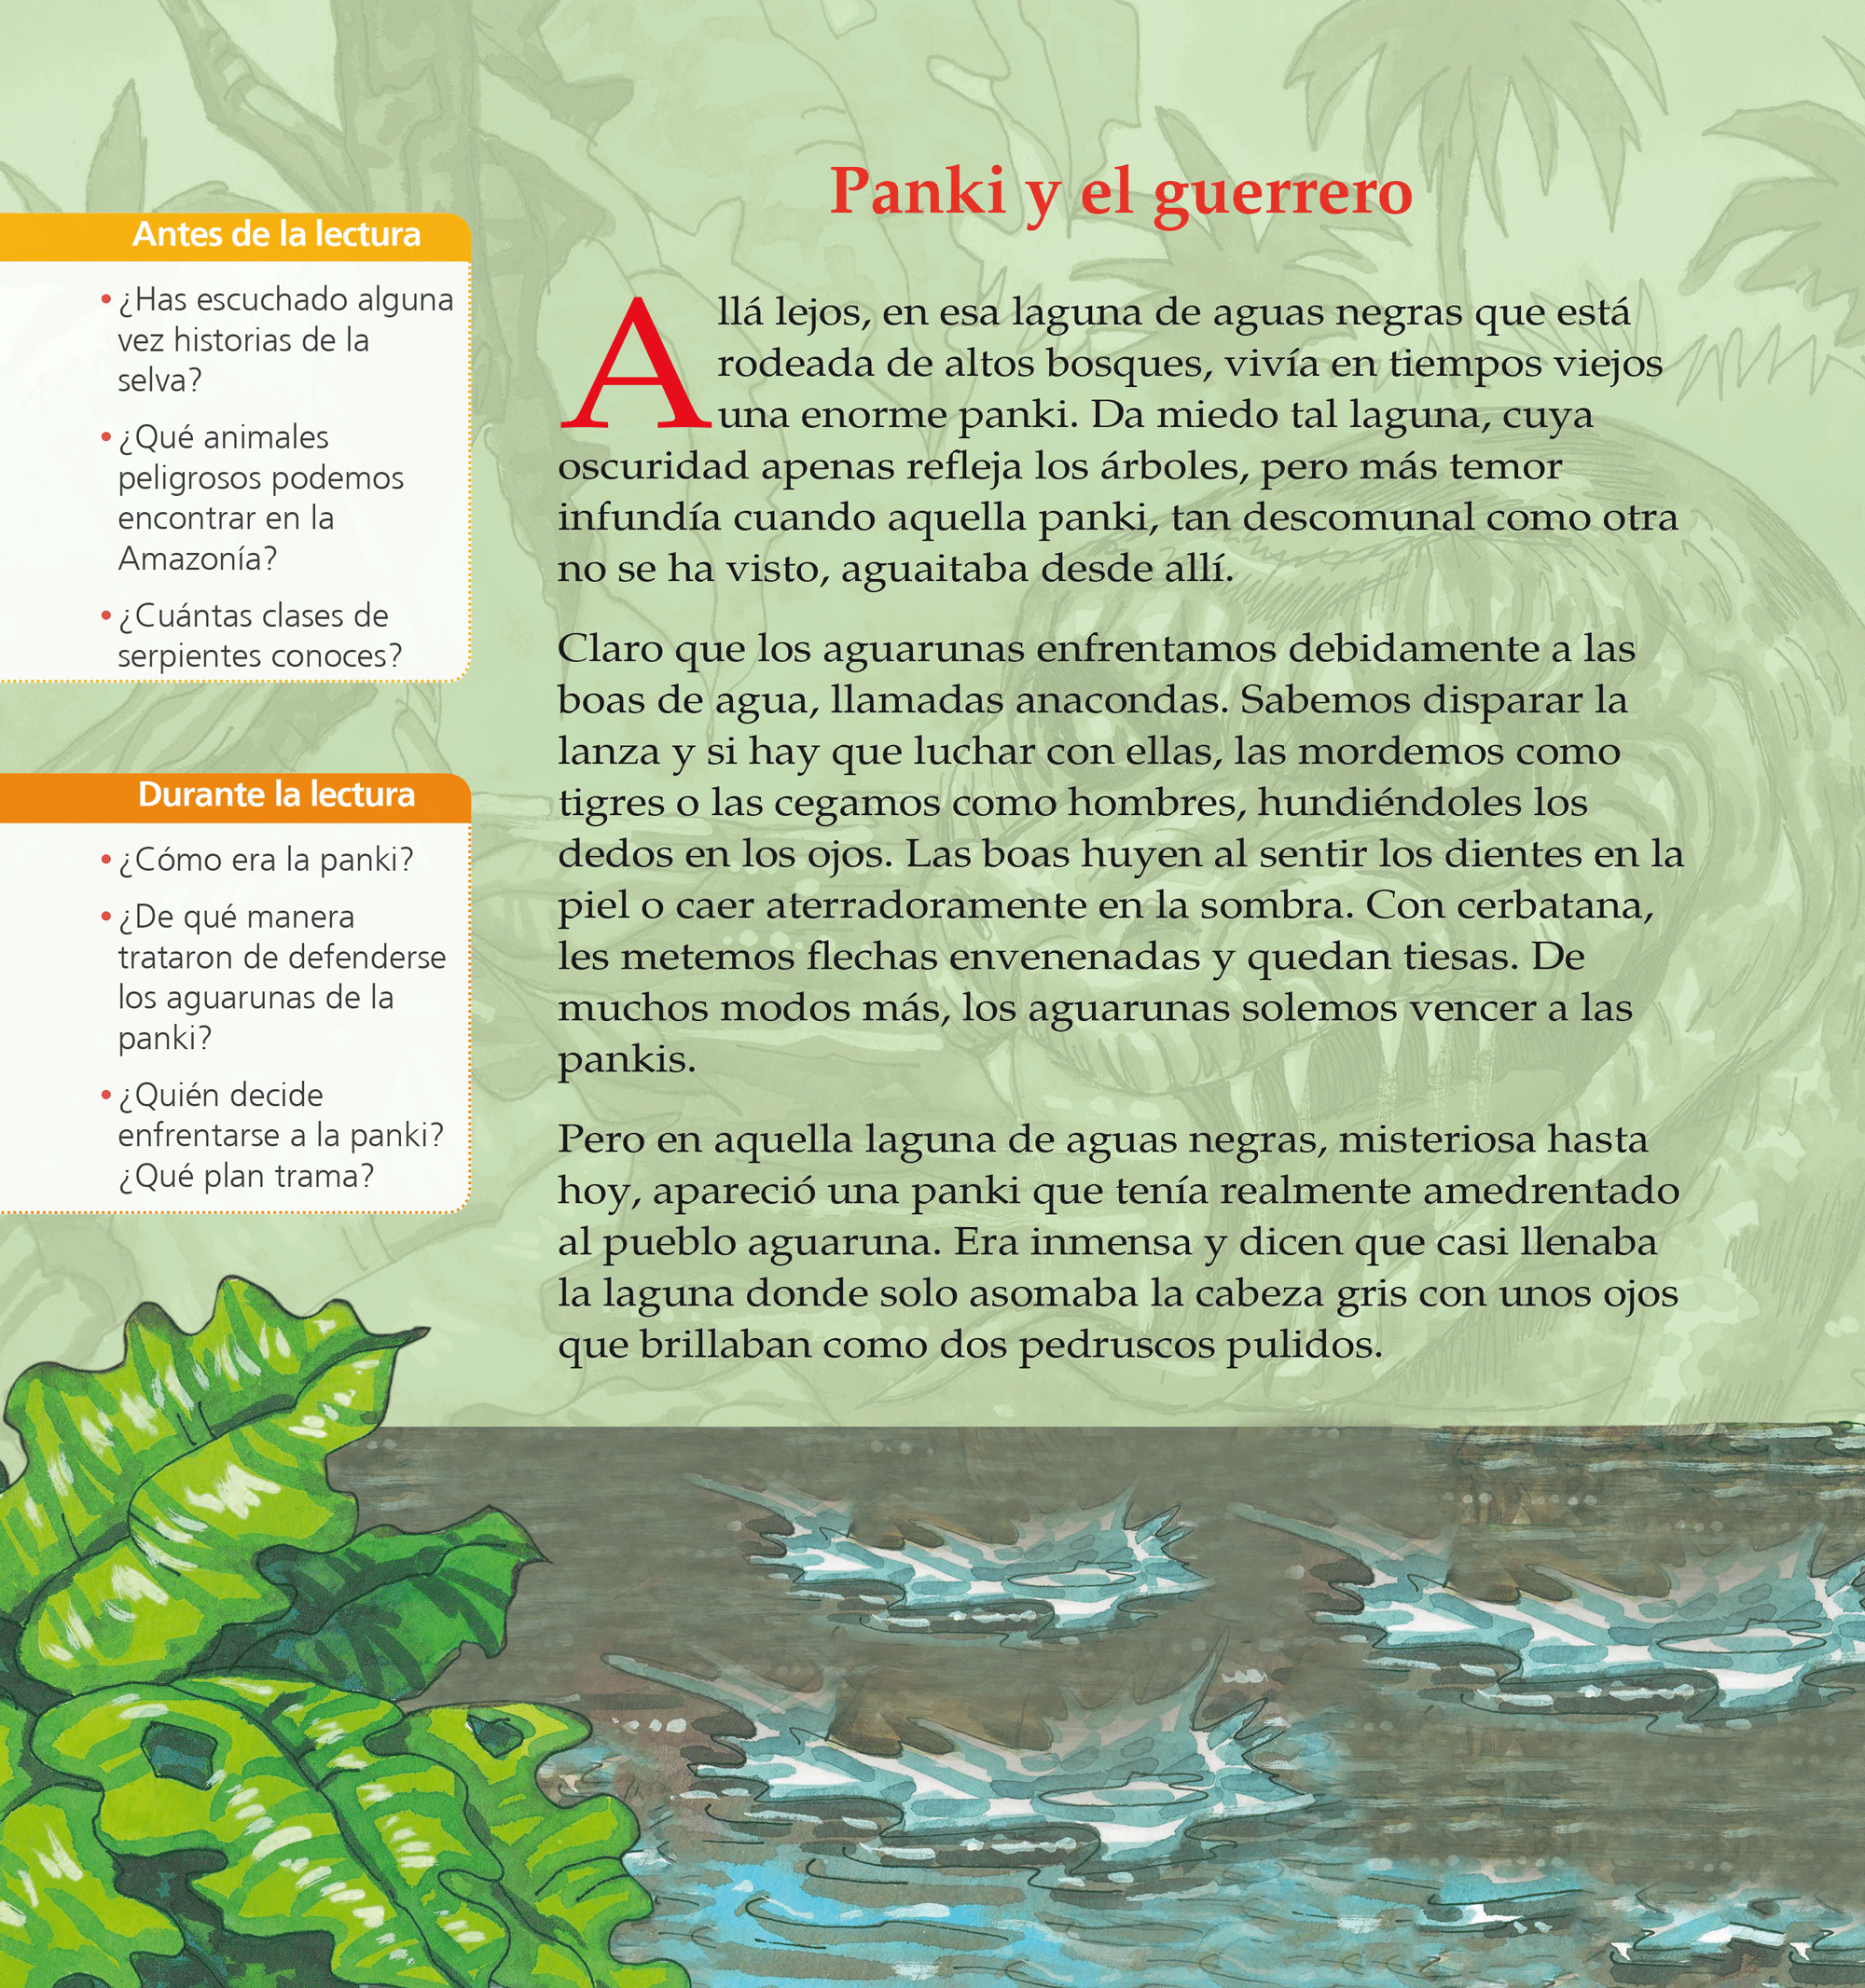 Panki y el guerrero
Antes de la lectura
• ¿Has escuchado alguna
vez historias de la
selva?
• ¿Qué animales
peligrosos podemos
encontrar en la
Amazonía?
• ¿Cuántas clases de
serpientes conoces?
Durante la lectura
• ¿Cómo era la panki?
• ¿De qué manera
trataron de defenderse
los aguarunas de la
panki?
• ¿Quién decide
enfrentarse a la panki?
¿Qué plan trama?
Allá lejos, en esa laguna de aguas negras que está
rodeada de altos bosques, vivía en tiempos viejos
una enorme panki. Da miedo tal laguna, cuya
oscuridad apenas refleja los árboles, pero más temor
infundía cuando aquella panki, tan descomunal como otra
no se ha visto, aguaitaba desde allí.
Claro que los aguarunas enfrentamos debidamente a las
boas de agua, llamadas anacondas. Sabemos disparar la
lanza y si hay que luchar con ellas, las mordemos como
tigres o las cegamos como hombres, hundiéndoles los
dedos en los ojos. Las boas huyen al sentir los dientes en la
piel o caer aterradoramente en la sombra. Con cerbatana,
les metemos flechas envenenadas y quedan tiesas. De
muchos modos más, los aguarunas solemos vencer a las
pankis.
Pero en aquella laguna de aguas negras, misteriosa hasta
hoy, apareció una panki que tenía realmente amedrentado
al pueblo aguaruna. Era inmensa y dicen que casi llenaba
la laguna donde solo asomaba la cabeza gris con unos ojos
que brillaban como dos pedruscos pulidos.